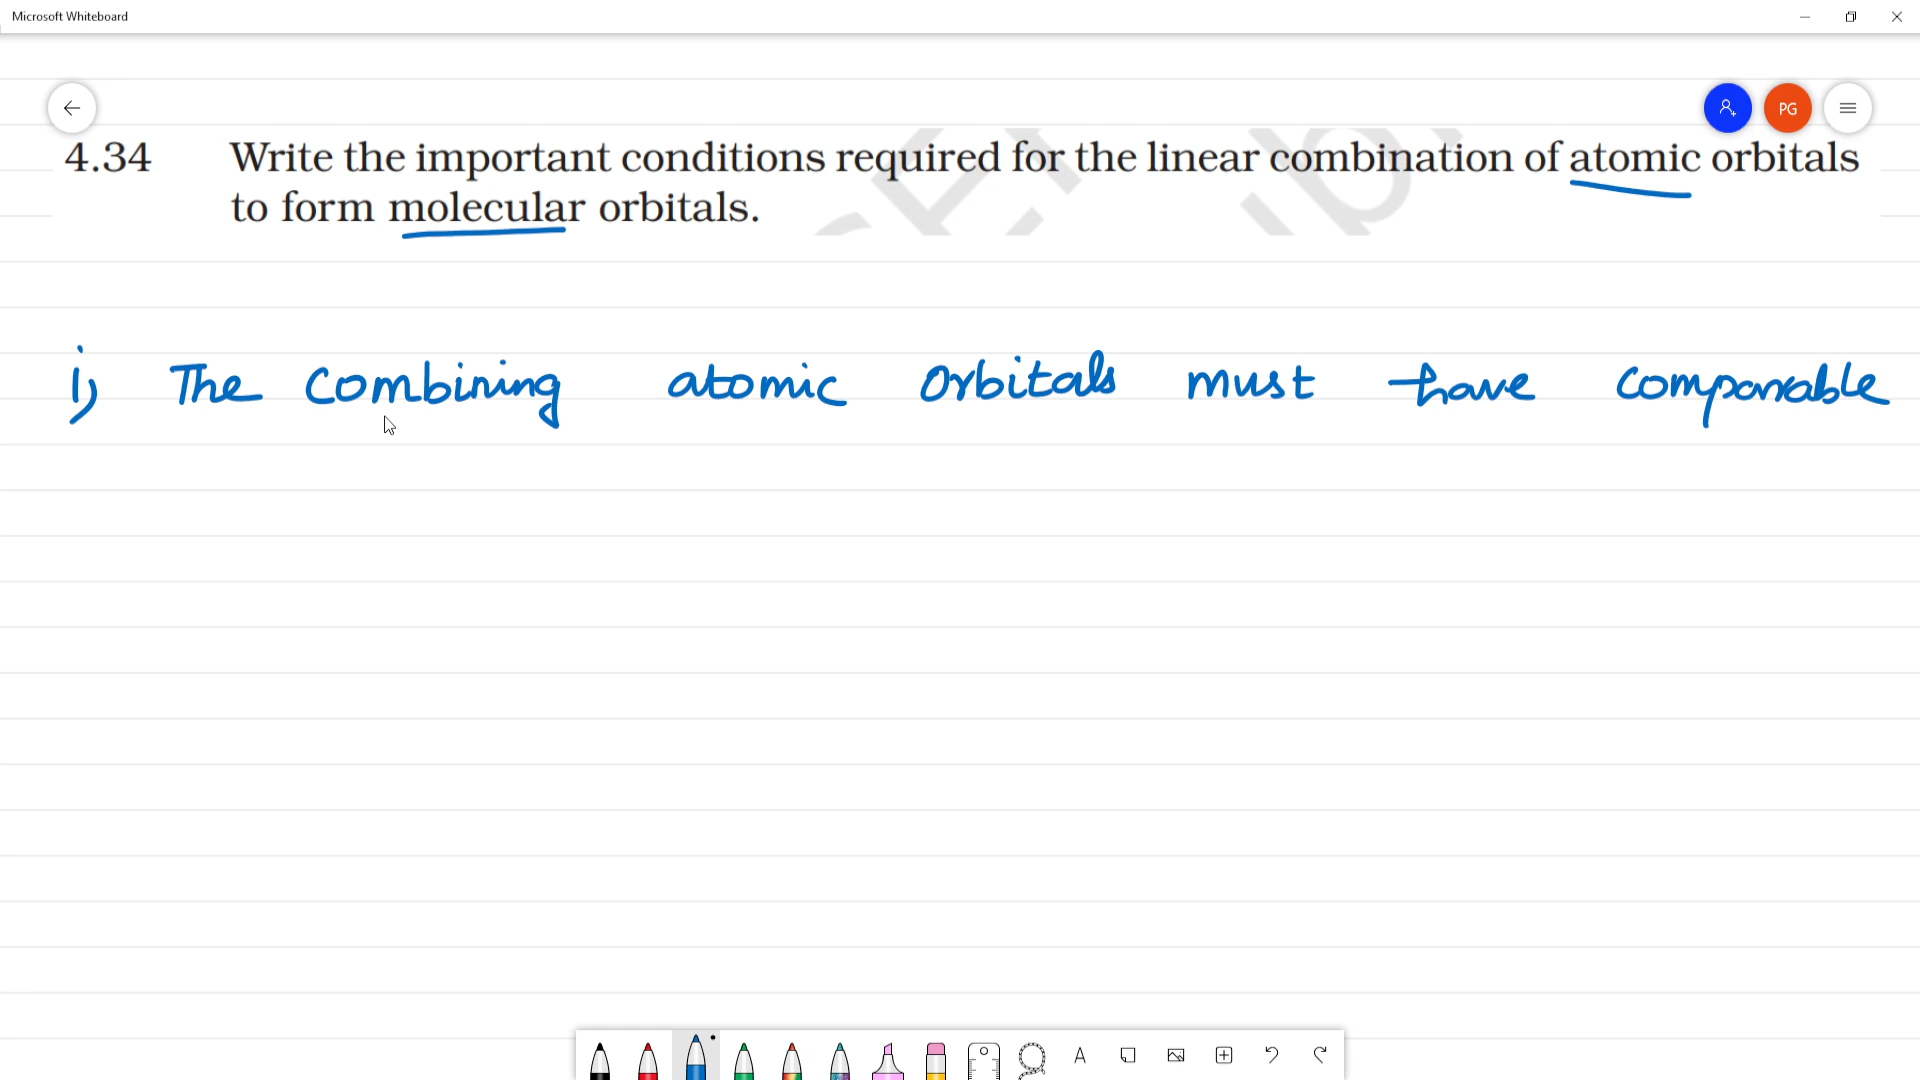 Microsoft Whiteboard
PG
4.34 Write the important conditions required for the linear combination of atomic orbitals
to form molecular orbitals.
i) The Combining atomic Orbitals must have comparable
A